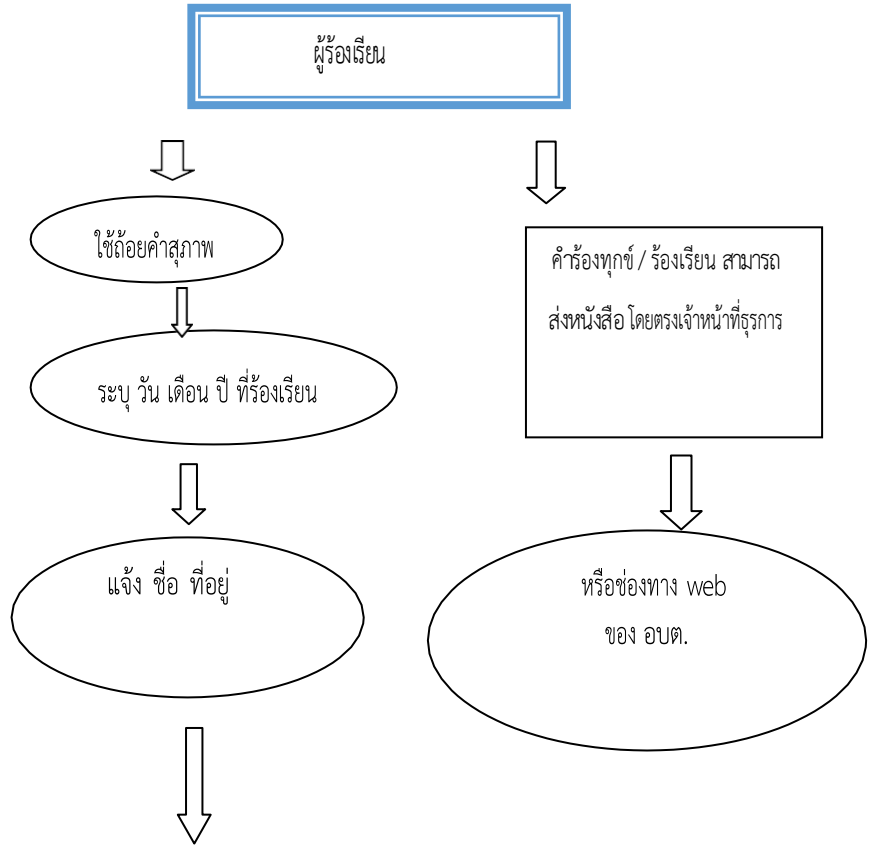 ผู้ร้องเรียน
ใช้ถ้อยคำสุภาพ
ระบุ วัน เดือน ปี ที่ร้องเรียน
แจ้ง ชื่อ ที่อยู่
คำร้องทุกข์ / ร้องเรียน สามารถ
ส่งหนังสือ โดยตรงเจ้าหน้าที่ธุรการ
หรือช่องทาง web
ของ อบต.